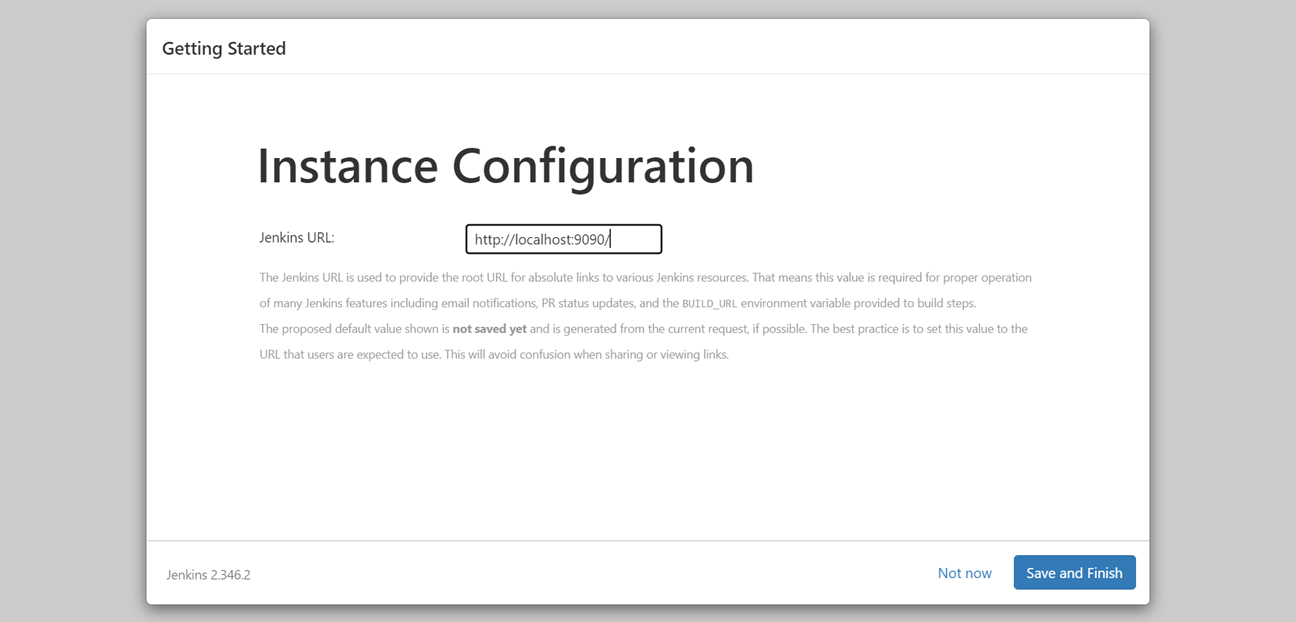 Getting Started
Instance Configuration
Jenkins URL:
http://localhost:9090/
The Jenkins URL is used to provide the root URL for absolute links to various Jenkins resources. That means this value is required for proper operation
of many Jenkins features including email notifications, PR status updates, and the BUILD_URL environment variable provided to build steps.
The proposed default value shown is not saved yet and is generated from the current request, if possible. The best practice is to set this value to the
URL that users are expected to use. This will avoid confusion when sharing or viewing links.
Jenkins 2.346.2
Not now
Save and Finish